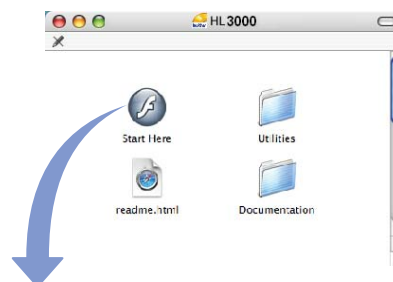 HL3000
Start Here
Utilities
readme.html
Documentation